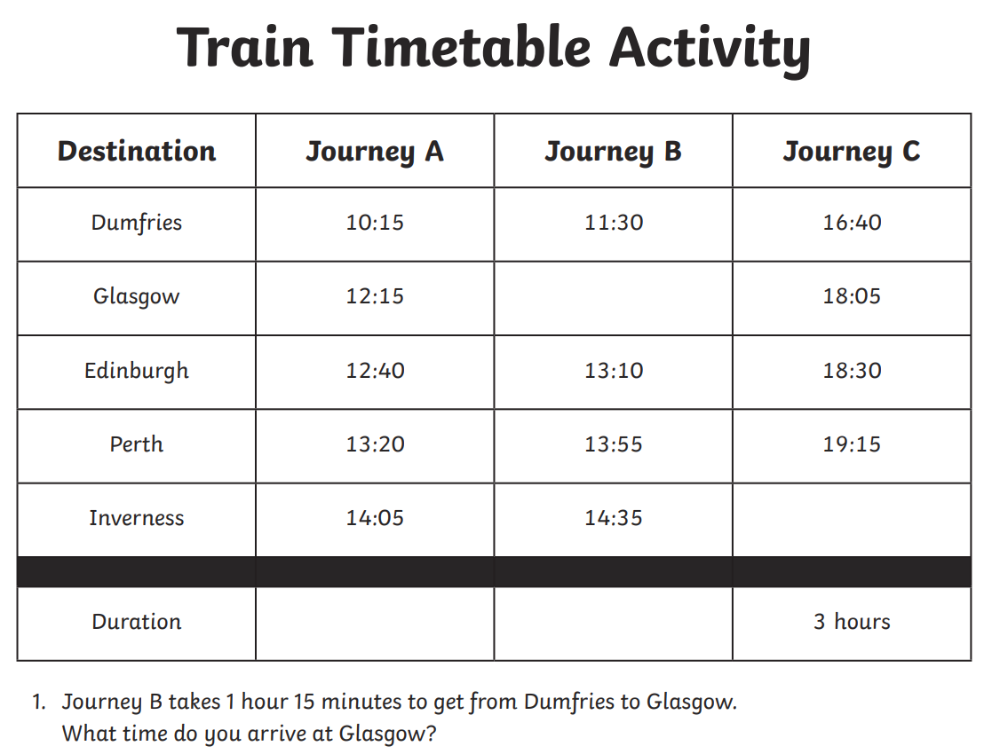 Train Timetable Activity
Destination Journey A Journey B Journey C
Dumfries 10:15 11:30 16:40
Glasgow 12:15 18:05
Edinburgh 12:40 13:10 18:30
Perth 13:20 13:55 19:15
Inverness 14:05 14:35
Duration 3 hours
1. Journey B takes 1 hour 15 minutes to get from Dumfries to Glasgow.
What time do you arrive at Glasgow?